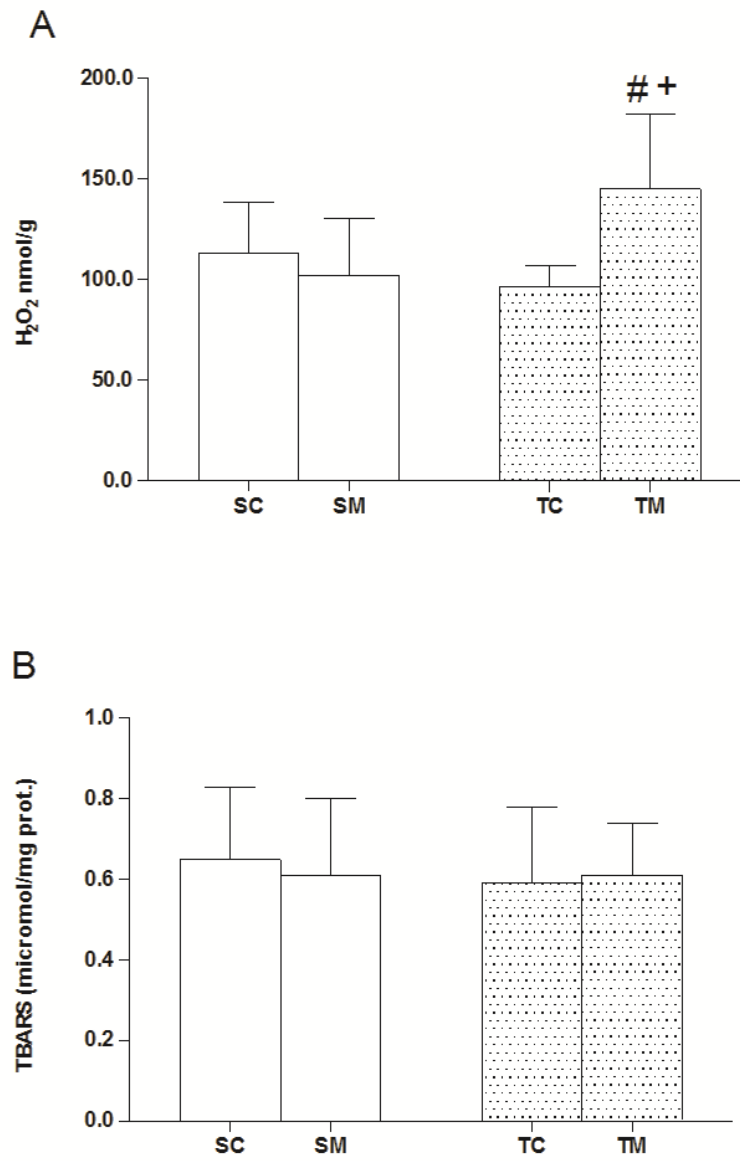 A
200.0
# +
150.0
100.0
50.0
0.0
H₂O₂ nmol/g
SC SM TC TM
B
1.0
0.8
0.6
0.4
0.2
0.0
TBARS (micromol/mg prot.)
SC SM TC TM